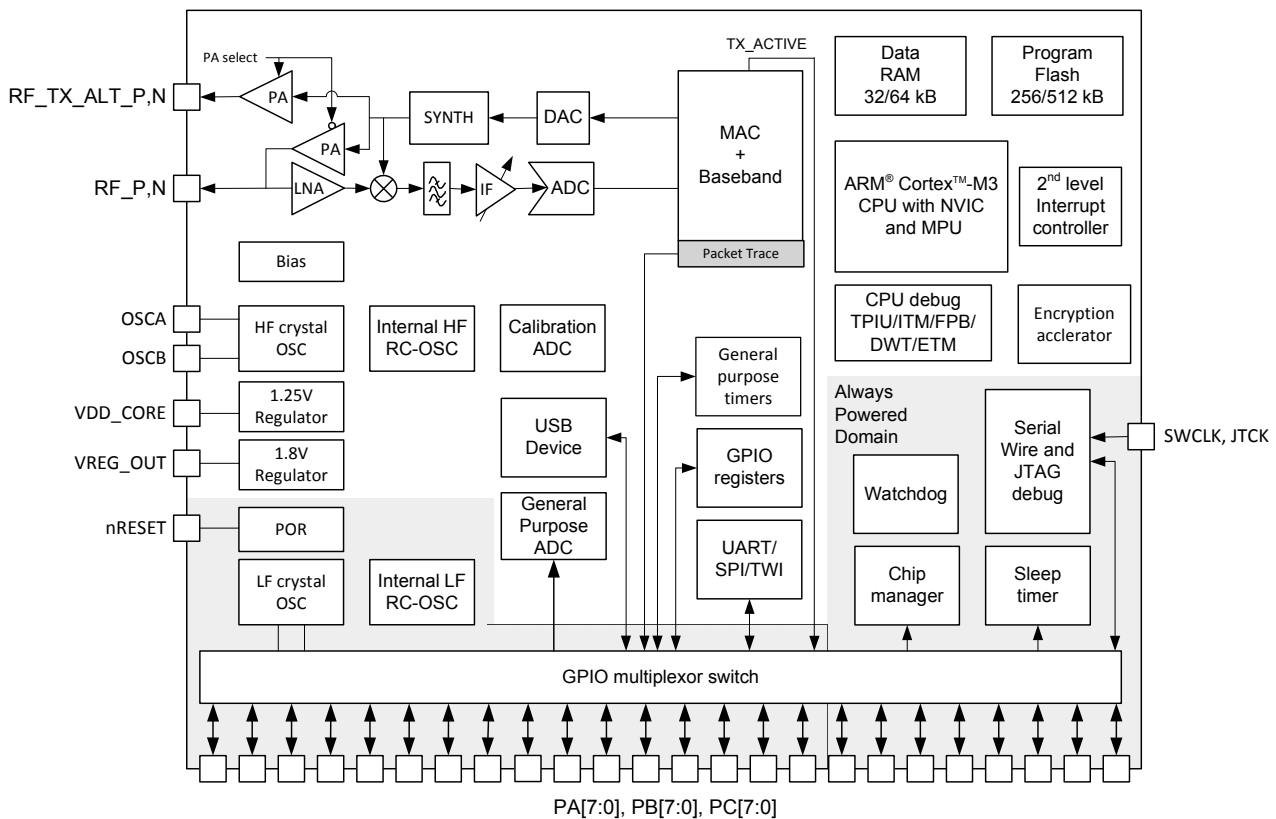 TX_ACTIVE
PA select
RF_TX_ALT_P,N
PA
SYNTH
DAC
MAC
+
Baseband
Data
RAM
32/64 kB
Program
Flash
256/512 kB
PA
RF_P,N
LNA
IF
ADC
Packet Trace
ARM® Cortex™-M3
CPU with NVIC
and MPU
2nd level
Interrupt
controller
Bias
OSCA
OSCB
HF crystal
OSC
Internal HF
RC-OSC
Calibration
ADC
General
purpose
timers
CPU debug
TPIU/ITM/FPB/
DWT/ETM
Encryption
acclerator
VDD_CORE
1.25V
Regulator
VREG_OUT
1.8V
Regulator
USB
Device
GPIO
registers
Always
Powered
Domain
Serial
Wire and
JTAG
debug
SWCLK, JTCK
Watchdog
nRESET
POR
General
Purpose
ADC
UART/
SPI/TWI
LF crystal
OSC
Internal LF
RC-OSC
Chip
manager
Sleep
timer
GPIO multiplexor switch
PA[7:0], PB[7:0], PC[7:0]